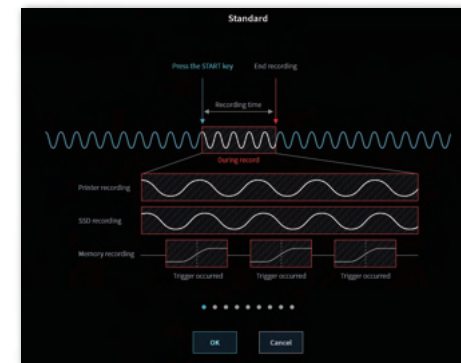 Standard
Press the START key
End recording
Recording time
During record
Printer recording
SSD recording
Memory recording
Trigger occurred
Trigger occurred
Trigger occurred
OK
Cancel